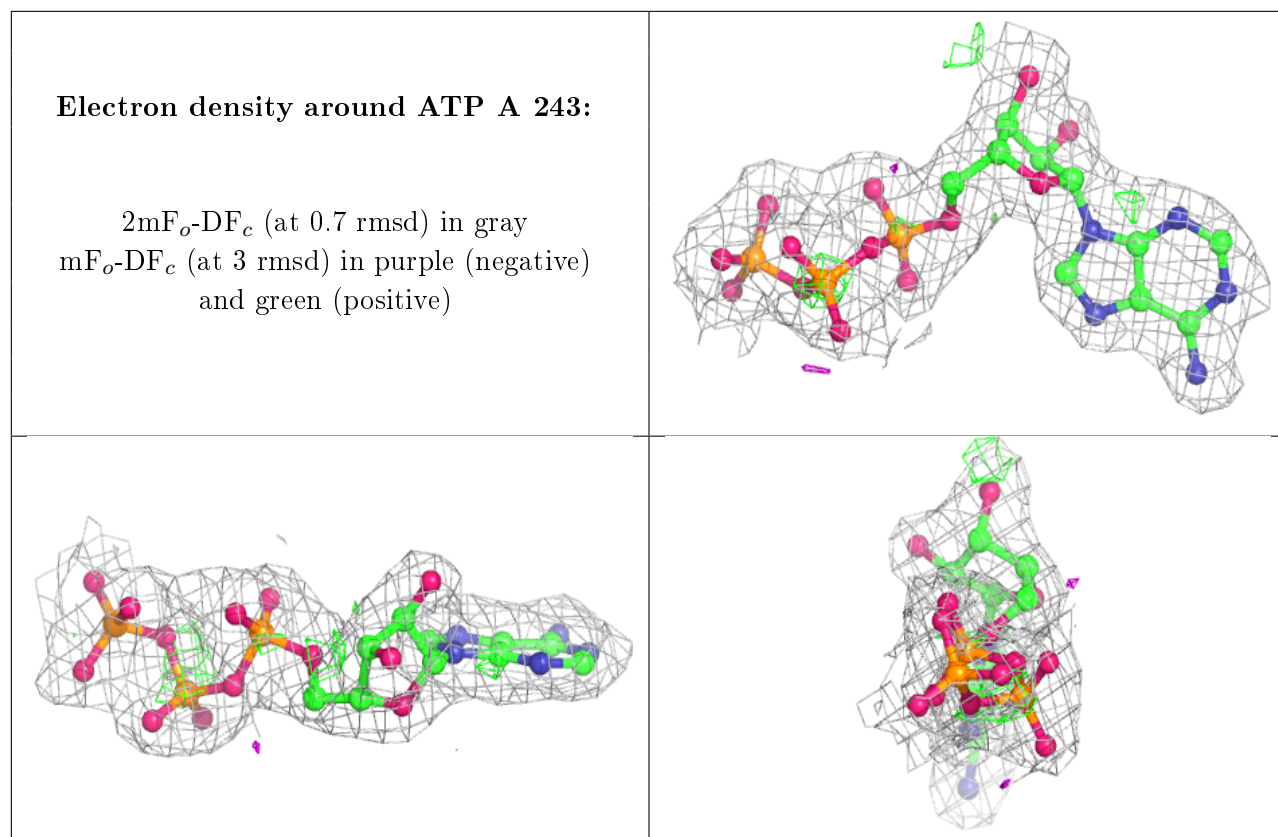 Electron density around ATP A 243:
2mFo-DFc (at 0.7 rmsd) in gray
mFo-DFc (at 3 rmsd) in purple (negative)
and green (positive)